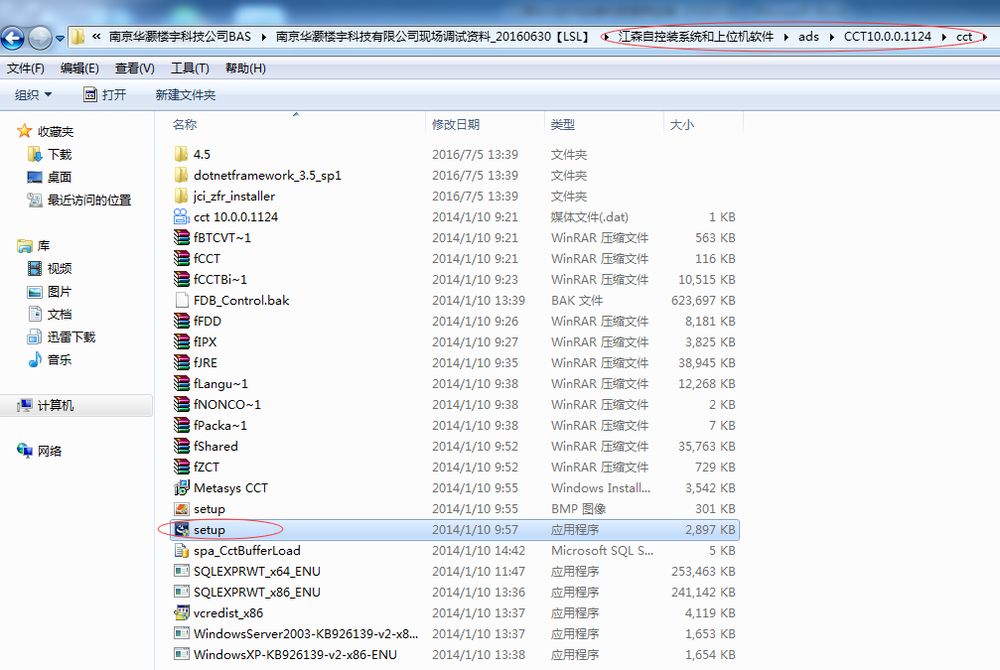 « 南京华灏楼宇科技公司BAS ▸ 南京华灏楼宇科技有限公司现场调试资料_20160630【LSL】 ▸ 江森自控装系统和上位机软件 ▸ ads ▸ CCT10.0.0.1124 ▸ cct ▸
文件(F) 编辑(E) 查看(V) 工具(T) 帮助(H)
组织 打开 新建文件夹
收藏夹
下载
桌面
最近访问的位置
库
视频
图片
文档
迅雷下载
音乐
计算机
网络
名称 修改日期 类型 大小
4.5 2016/7/5 13:39 文件夹
dotnetframework_3.5_sp1 2016/7/5 13:39 文件夹
jci_zfr_installer 2016/7/5 13:39 文件夹
cct 10.0.0.1124 2014/1/10 9:21 媒体文件(.dat) 1 KB
fBTCVT~1 2014/1/10 9:21 WinRAR 压缩文件 563 KB
fCCT 2014/1/10 9:21 WinRAR 压缩文件 116 KB
fCCTBi~1 2014/1/10 9:23 WinRAR 压缩文件 10,515 KB
FDB_Control.bak 2014/1/10 13:39 BAK 文件 623,697 KB
fFDD 2014/1/10 9:26 WinRAR 压缩文件 8,181 KB
fIPX 2014/1/10 9:27 WinRAR 压缩文件 3,825 KB
fJRE 2014/1/10 9:35 WinRAR 压缩文件 38,945 KB
fLangu~1 2014/1/10 9:38 WinRAR 压缩文件 12,268 KB
fNONCO~1 2014/1/10 9:38 WinRAR 压缩文件 2 KB
fPacka~1 2014/1/10 9:38 WinRAR 压缩文件 7 KB
fShared 2014/1/10 9:52 WinRAR 压缩文件 35,763 KB
fZCT 2014/1/10 9:52 WinRAR 压缩文件 729 KB
Metasys CCT 2014/1/10 9:55 Windows Install... 3,542 KB
setup 2014/1/10 9:55 BMP 图像 301 KB
setup 2014/1/10 9:57 应用程序 2,897 KB
spa_CctBufferLoad 2014/1/10 14:42 Microsoft SQL S... 5 KB
SQLEXPRWT_x64_ENU 2014/1/10 11:47 应用程序 253,463 KB
SQLEXPRWT_x86_ENU 2014/1/10 13:36 应用程序 241,142 KB
vcredist_x86 2014/1/10 13:37 应用程序 4,119 KB
WindowsServer2003-KB926139-v2-x8... 2014/1/10 13:37 应用程序 1,653 KB
WindowsXP-KB926139-v2-x86-ENU 2014/1/10 13:38 应用程序 1,654 KB